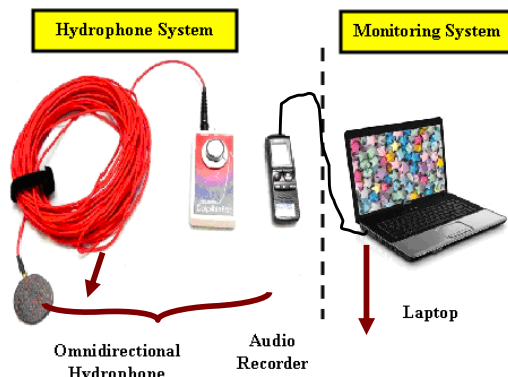 Hydrophone System
Monitoring System
Laptop
Omnidirectional
Hydrophone
Audio
Recorder